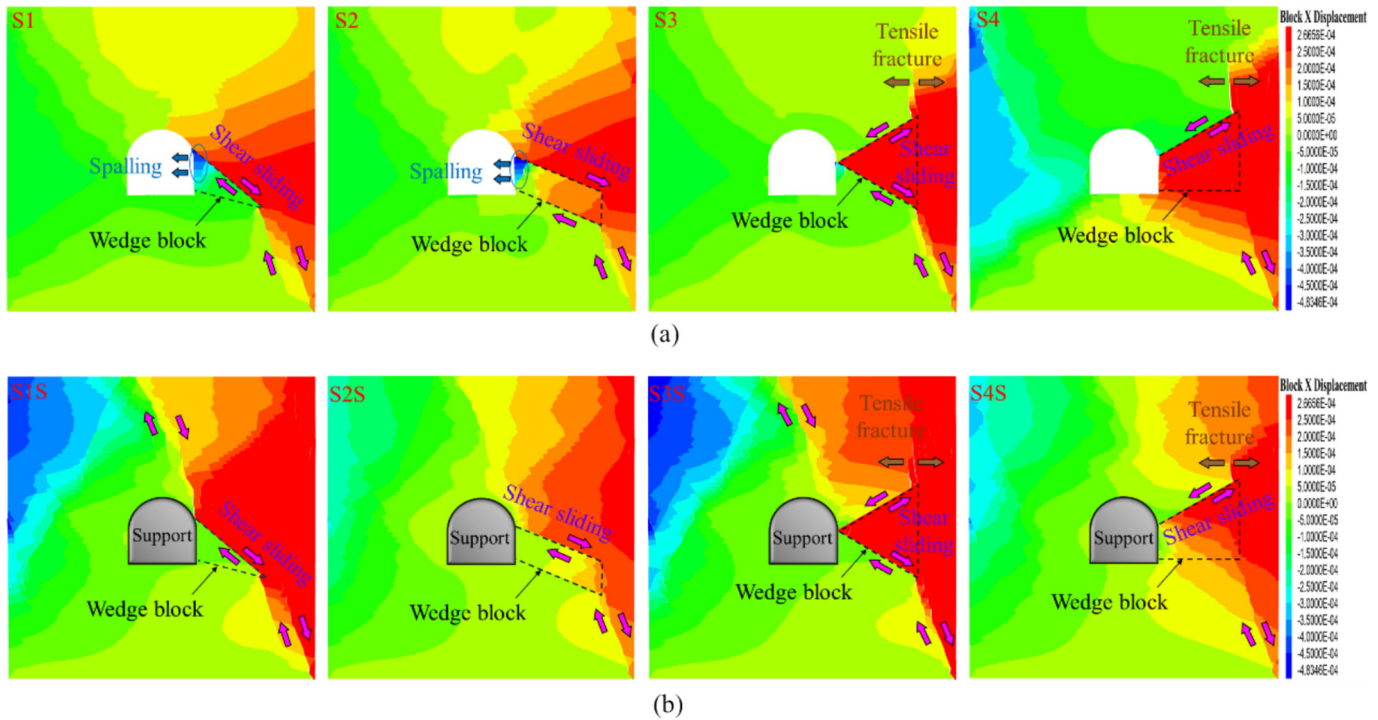 S1
Spalling
Shear sliding
Wedge block
S2
Spalling
Shear sliding
Wedge block
S3
Tensile
fracture
Shear
sliding
Wedge block
S4
Tensile
fracture
Shear sliding
Wedge block
Block X Displacement
2.6656E-04
2.5000E-04
2.0000E-04
1.5000E-04
1.0000E-04
5.0000E-05
0.0000E+00
-5.0000E-05
-1.0000E-04
-1.5000E-04
-2.0000E-04
-2.5000E-04
-3.0000E-04
-3.5000E-04
-4.0000E-04
-4.5000E-04
-4.8346E-04
(a)
S1S
Support
Shear sliding
Wedge block
S2S
Shear sliding
Support
Wedge block
S3S
Tensile
fracture
Support
Shear
sliding
Wedge block
S4S
Tensile
fracture
Support
Shear sliding
Wedge block
Block X Displacement
2.6656E-04
2.5000E-04
2.0000E-04
1.5000E-04
1.0000E-04
5.0000E-05
0.0000E+00
-5.0000E-05
-1.0000E-04
-1.5000E-04
-2.0000E-04
-2.5000E-04
-3.0000E-04
-3.5000E-04
-4.0000E-04
-4.5000E-04
-4.8346E-04
(b)